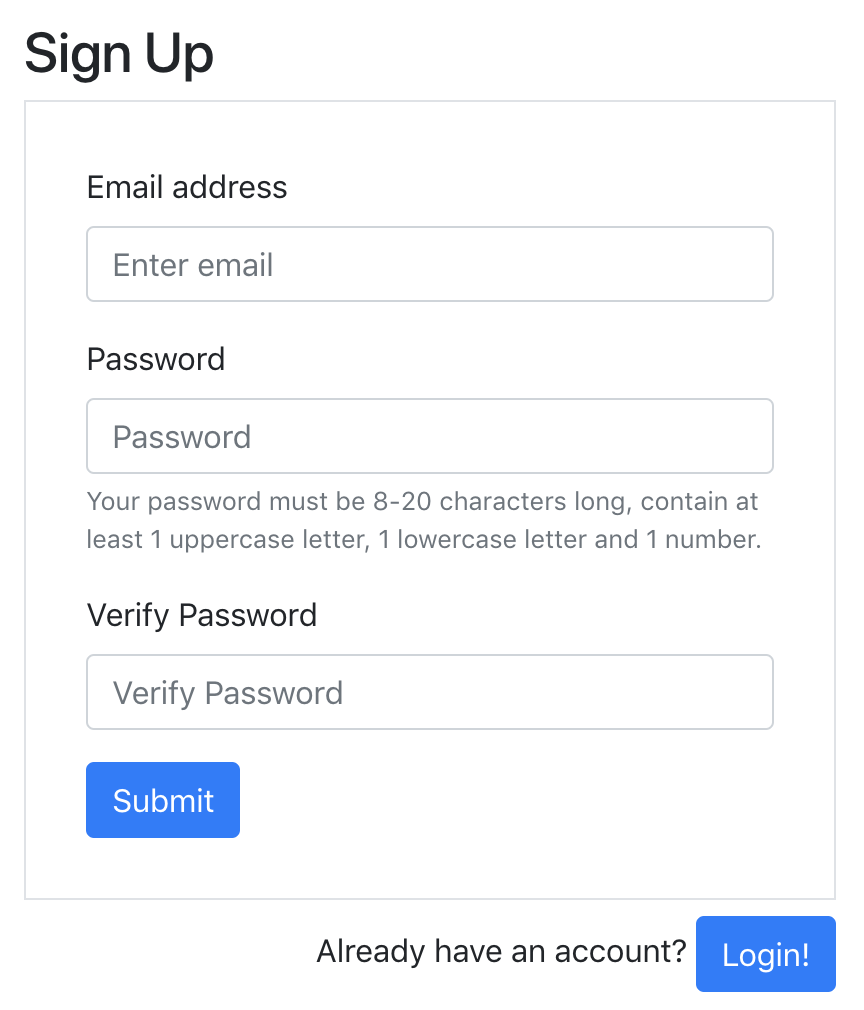 Sign Up
Email address
Enter email
Password
Password
Your password must be 8-20 characters long, contain at
least 1 uppercase letter, 1 lowercase letter and 1 number.
Verify Password
Verify Password
Submit
Already have an account? Login!